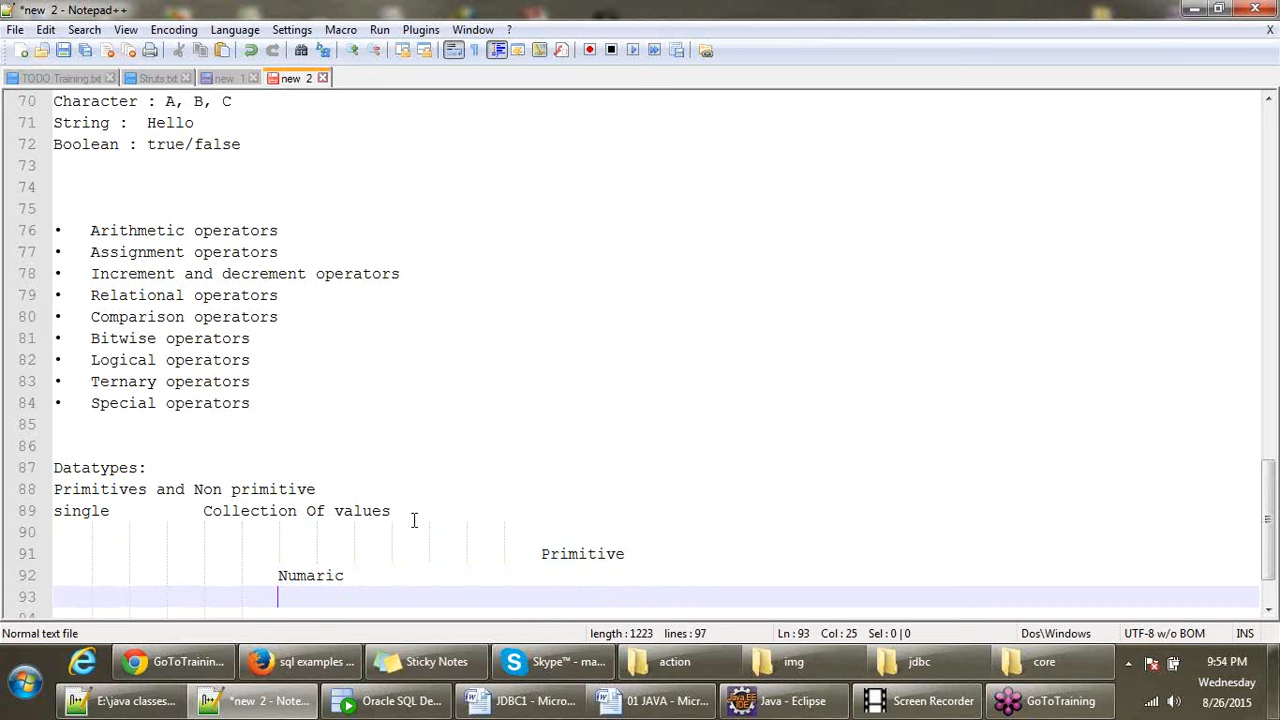 *new 2 - Notepad++
File Edit Search View Encoding Language Settings Macro Run Plugins Window ? X
TODO Training.txt Struts.txt new 1 new 2
70 Character : A, B, C
71 String : Hello
72 Boolean : true/false
73
74
75
76 • Arithmetic operators
77 • Assignment operators
78 • Increment and decrement operators
79 • Relational operators
80 • Comparison operators
81 • Bitwise operators
82 • Logical operators
83 • Ternary operators
84 • Special operators
85
86
87 Datatypes:
88 Primitives and Non primitive
89 single Collection Of values
90
91 Primitive
92 Numaric
93
94
Normal text file length : 1223 lines : 97 Ln : 93 Col : 25 Sel : 0 | 0 Dos\Windows UTF-8 w/o BOM INS
GoToTrainin... sql examples ... Sticky Notes Skype™ - ma... action img jdbc core 9:54 PM
Wednesday
E:\java classes... *new 2 - Note... Oracle SQL De... JDBC1 - Micro... 01 JAVA - Micr... Java - Eclipse Screen Recorder GoToTraining 8/26/2015